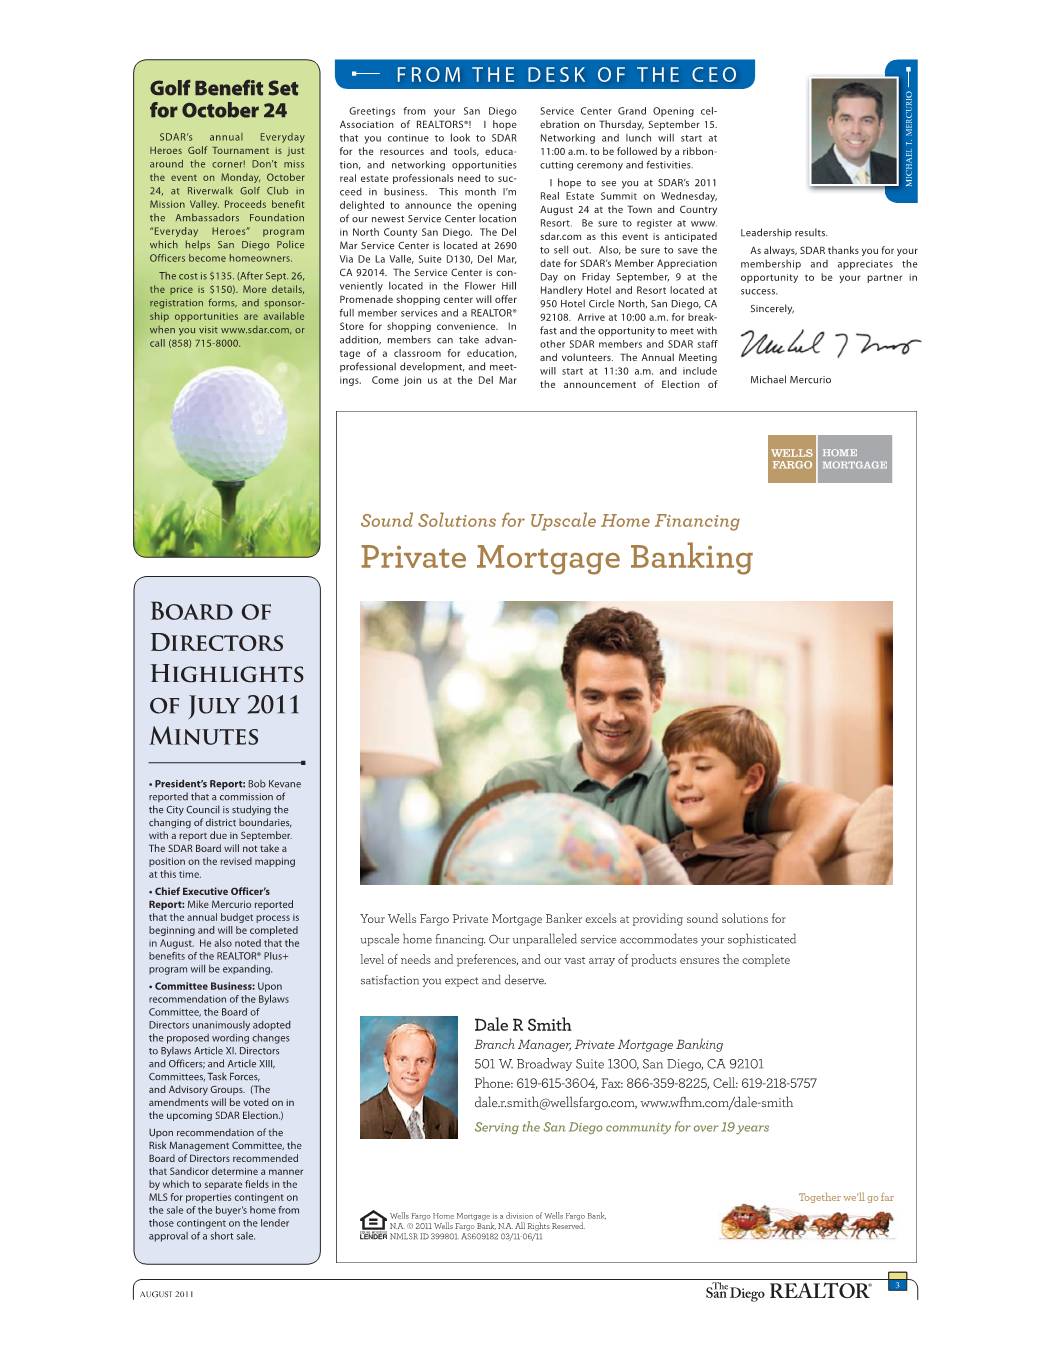 Golf Benefit Set
for October 24
SDAR's annual Everyday
Heroes Golf Tournament is just
around the corner! Don't miss
the event on Monday, October
24, at Riverwalk Golf Club in
Mission Valley. Proceeds benefit
the Ambassadors Foundation
"Everyday Heroes" program
which helps San Diego Police
Officers become homeowners.
The cost is $135. (After Sept. 26,
the price is $150). More details,
registration forms, and sponsor-
ship opportunities are available
when you visit www.sdar.com, or
call (858) 715-8000.
BOARD OF
DIRECTORS
HIGHLIGHTS
OF JULY 2011
MINUTES
• President's Report: Bob Kevane
reported that a commission of
the City Council is studying the
changing of district boundaries,
with a report due in September.
The SDAR Board will not take a
position on the revised mapping
at this time.
• Chief Executive Officer's
Report: Mike Mercurio reported
that the annual budget process is
beginning and will be completed
in August. He also noted that the
benefits of the REALTOR® Plus+
program will be expanding.
• Committee Business: Upon
recommendation of the Bylaws
Committee, the Board of
Directors unanimously adopted
the proposed wording changes
to Bylaws Article XI. Directors
and Officers; and Article XIII,
Committees, Task Forces,
and Advisory Groups. (The
amendments will be voted on in
the upcoming SDAR Election.)
Upon recommendation of the
Risk Management Committee, the
Board of Directors recommended
that Sandicor determine a manner
by which to separate fields in the
MLS for properties contingent on
the sale of the buyer's home from
those contingent on the lender
approval of a short sale.
FROM THE DESK OF THE CEO
Greetings from your San Diego
Association of REALTORS®! I hope
that you continue to look to SDAR
for the resources and tools, educa-
tion, and networking opportunities
real estate professionals need to suc-
ceed in business. This month I'm
delighted to announce the opening
of our newest Service Center location
in North County San Diego. The Del
Mar Service Center is located at 2690
Via De La Valle, Suite D130, Del Mar,
CA 92014. The Service Center is con-
veniently located in the Flower Hill
Promenade shopping center will offer
full member services and a REALTOR®
Store for shopping convenience. In
addition, members can take advan-
tage of a classroom for education,
professional development, and meet-
ings. Come join us at the Del Mar
Service Center Grand Opening cel-
ebration on Thursday, September 15.
Networking and lunch will start at
11:00 a.m. to be followed by a ribbon-
cutting ceremony and festivities.
I hope to see you at SDAR's 2011
Real Estate Summit on Wednesday,
August 24 at the Town and Country
Resort. Be sure to register at www.
sdar.com as this event is anticipated
to sell out. Also, be sure to save the
date for SDAR's Member Appreciation
Day on Friday September, 9 at the
Handlery Hotel and Resort located at
950 Hotel Circle North, San Diego, CA
92108. Arrive at 10:00 a.m. for break-
fast and the opportunity to meet with
other SDAR members and SDAR staff
and volunteers. The Annual Meeting
will start at 11:30 a.m. and include
the announcement of Election of
MICHAEL T. MERCURIO
Leadership results.
As always, SDAR thanks you for your
membership and appreciates the
opportunity to be your partner in
success.
Sincerely,
Michael Mercurio
WELLS
FARGO
HOME
MORTGAGE
Sound Solutions for Upscale Home Financing
Private Mortgage Banking
Your Wells Fargo Private Mortgage Banker excels at providing sound solutions for
upscale home financing. Our unparalleled service accommodates your sophisticated
level of needs and preferences, and our vast array of products ensures the complete
satisfaction you expect and deserve.
Dale R Smith
Branch Manager, Private Mortgage Banking
501 W. Broadway Suite 1300, San Diego, CA 92101
Phone: 619-615-3604, Fax: 866-359-8225, Cell: 619-218-5757
dale.r.smith@wellsfargo.com, www.wfhm.com/dale-smith
Serving the San Diego community for over 19 years
Together we'll go far
LENDER
Wells Fargo Home Mortgage is a division of Wells Fargo Bank,
N.A. © 2011 Wells Fargo Bank, N.A. All Rights Reserved.
NMLSR ID 399801. AS609182 03/11-06/11
AUGUST 2011
The San Diego REALTOR®
3